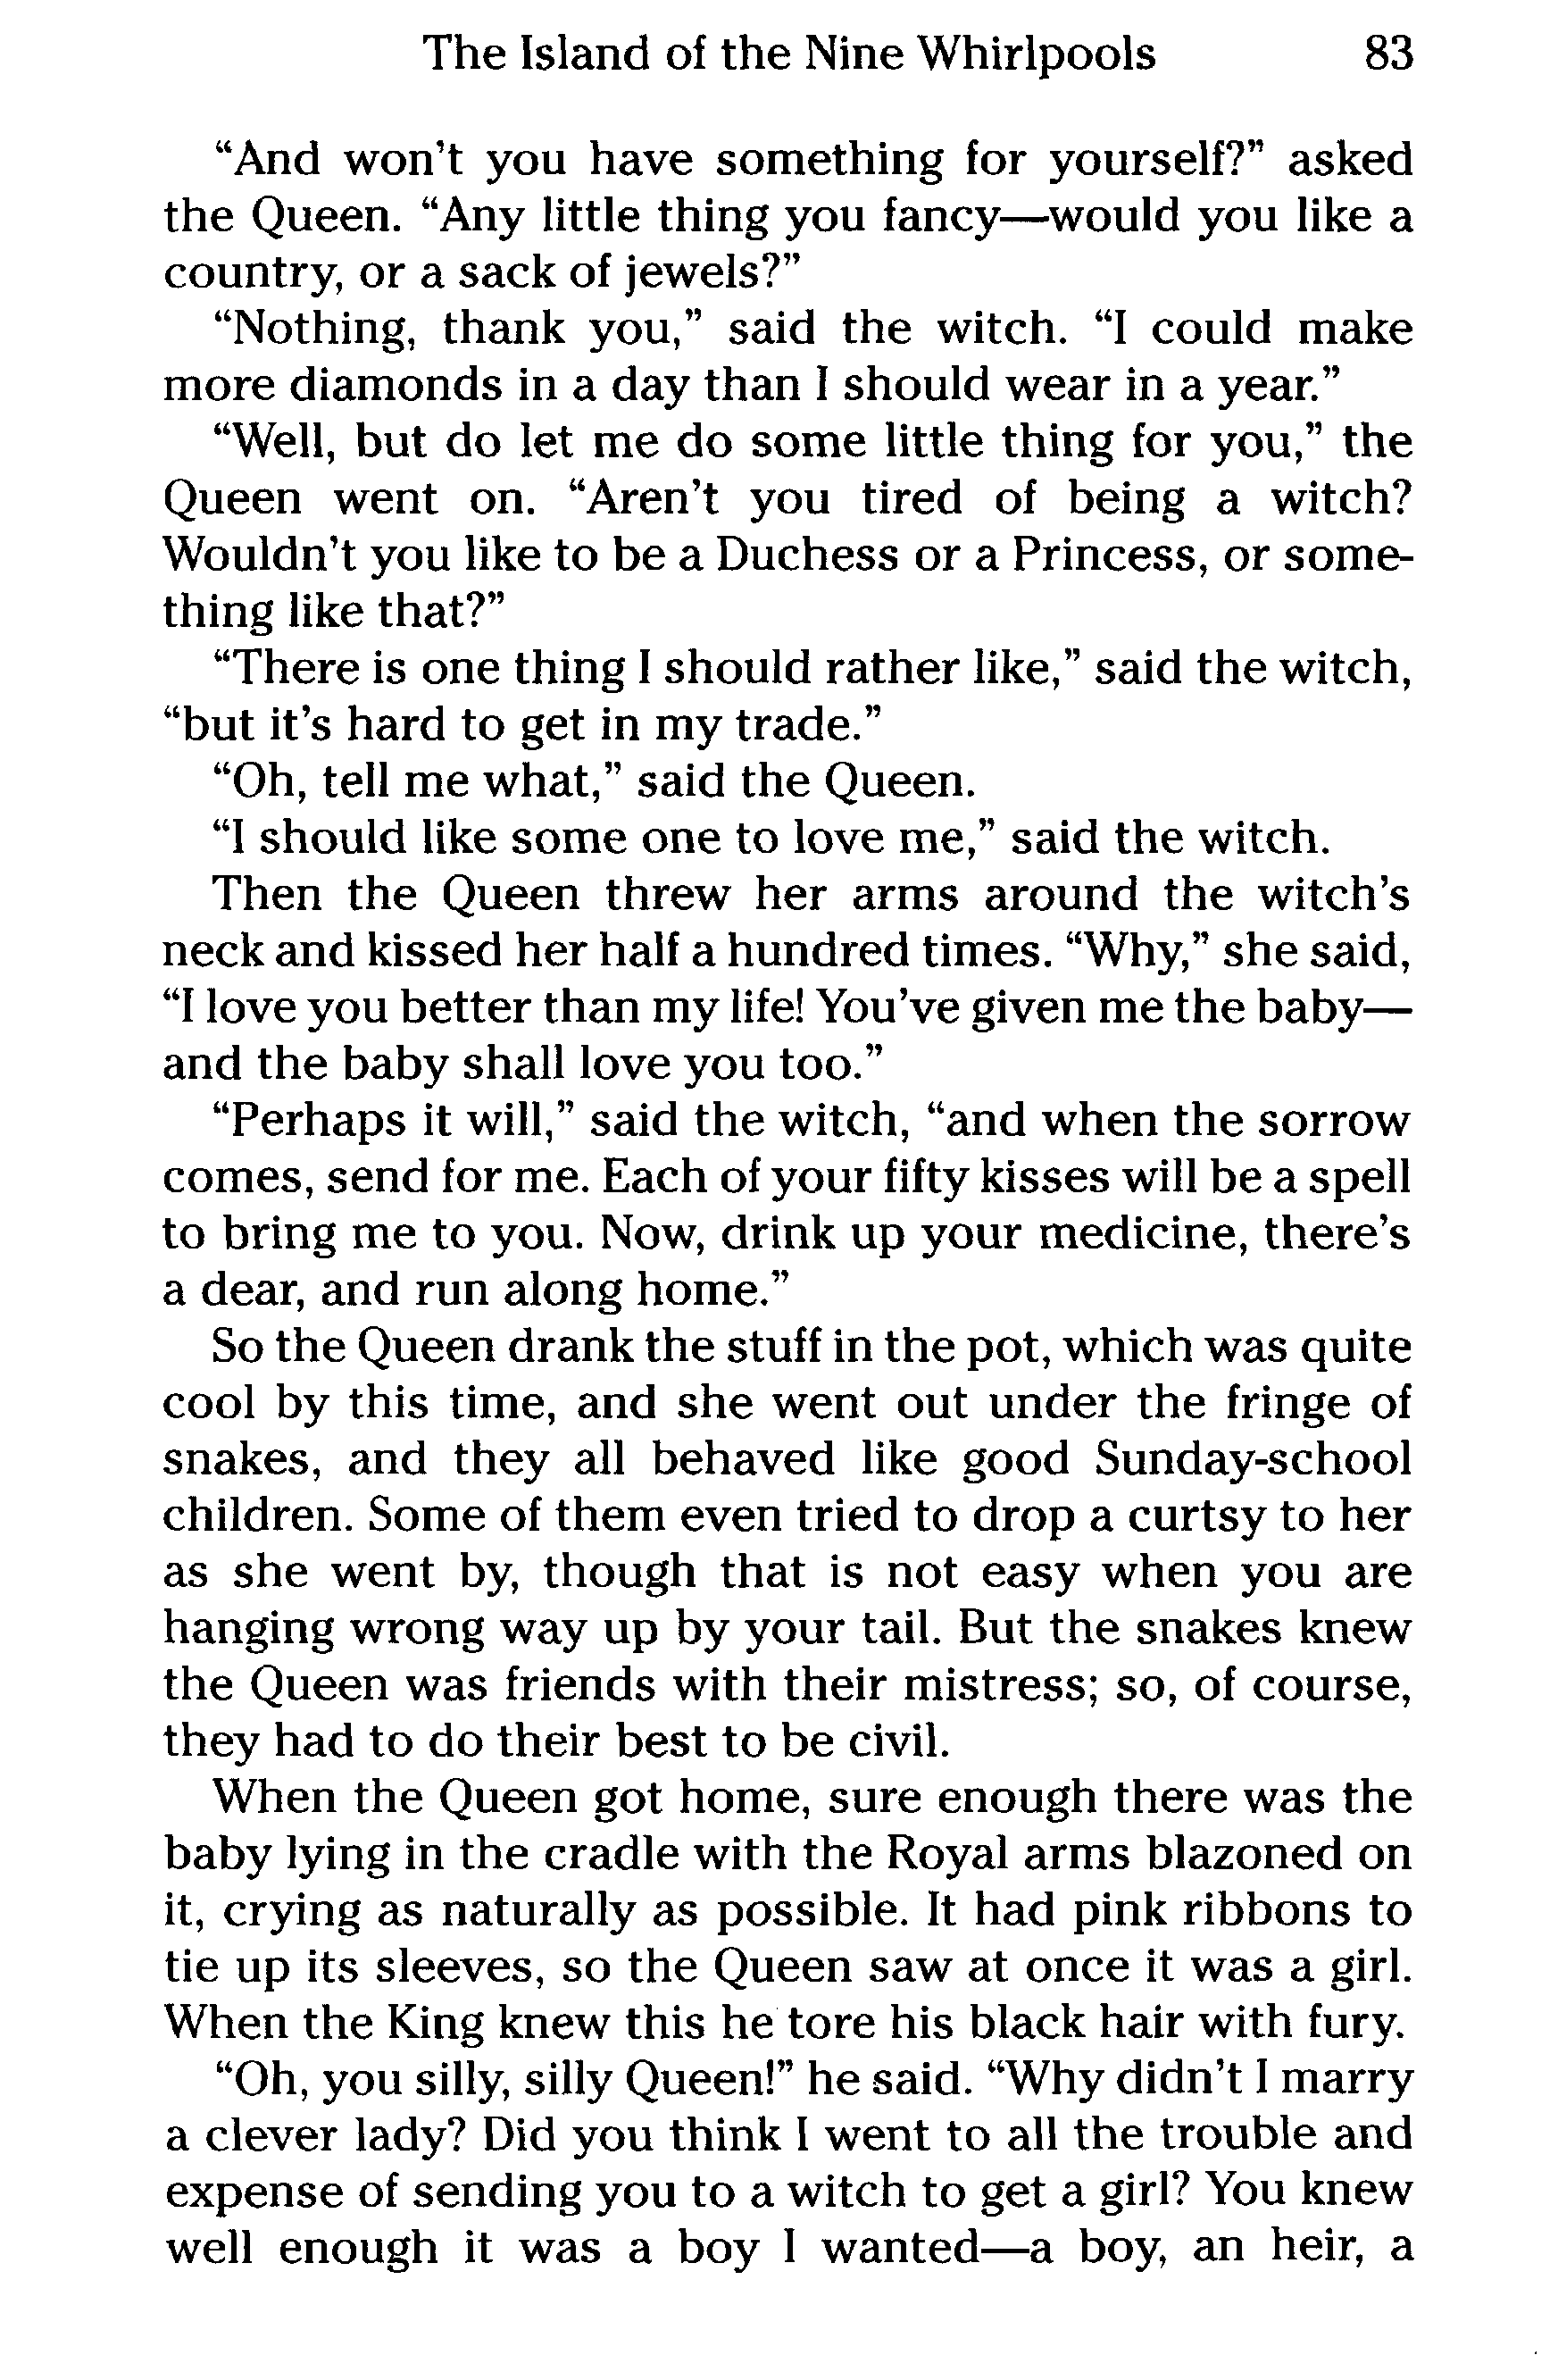 The Island of the Nine Whirlpools 83
“And won’t you have something for yourself?” asked
the Queen. “Any little thing you fancy—would you like a
country, or a sack of jewels?”
“Nothing, thank you,” said the witch. “I could make
more diamonds in a day than I should wear in a year.”
“Well, but do let me do some little thing for you,” the
Queen went on. “Aren’t you tired of being a witch?
Wouldn’t you like to be a Duchess or a Princess, or some-
thing like that?”
“There is one thing I should rather like,” said the witch,
“but it’s hard to get in my trade.”
“Oh, tell me what,” said the Queen.
“I should like some one to love me,” said the witch.
Then the Queen threw her arms around the witch’s
neck and kissed her half a hundred times. “Why,” she said,
“I love you better than my life! You’ve given me the baby—
and the baby shall love you too.”
“Perhaps it will,” said the witch, “and when the sorrow
comes, send for me. Each of your fifty kisses will be a spell
to bring me to you. Now, drink up your medicine, there’s
a dear, and run along home.”
So the Queen drank the stuff in the pot, which was quite
cool by this time, and she went out under the fringe of
snakes, and they all behaved like good Sunday-school
children. Some of them even tried to drop a curtsy to her
as she went by, though that is not easy when you are
hanging wrong way up by your tail. But the snakes knew
the Queen was friends with their mistress; so, of course,
they had to do their best to be civil.
When the Queen got home, sure enough there was the
baby lying in the cradle with the Royal arms blazoned on
it, crying as naturally as possible. It had pink ribbons to
tie up its sleeves, so the Queen saw at once it was a girl.
When the King knew this he tore his black hair with fury.
“Oh, you silly, silly Queen!” he said. “Why didn’t I marry
a clever lady? Did you think I went to all the trouble and
expense of sending you to a witch to get a girl? You knew
well enough it was a boy I wanted—a boy, an heir, a